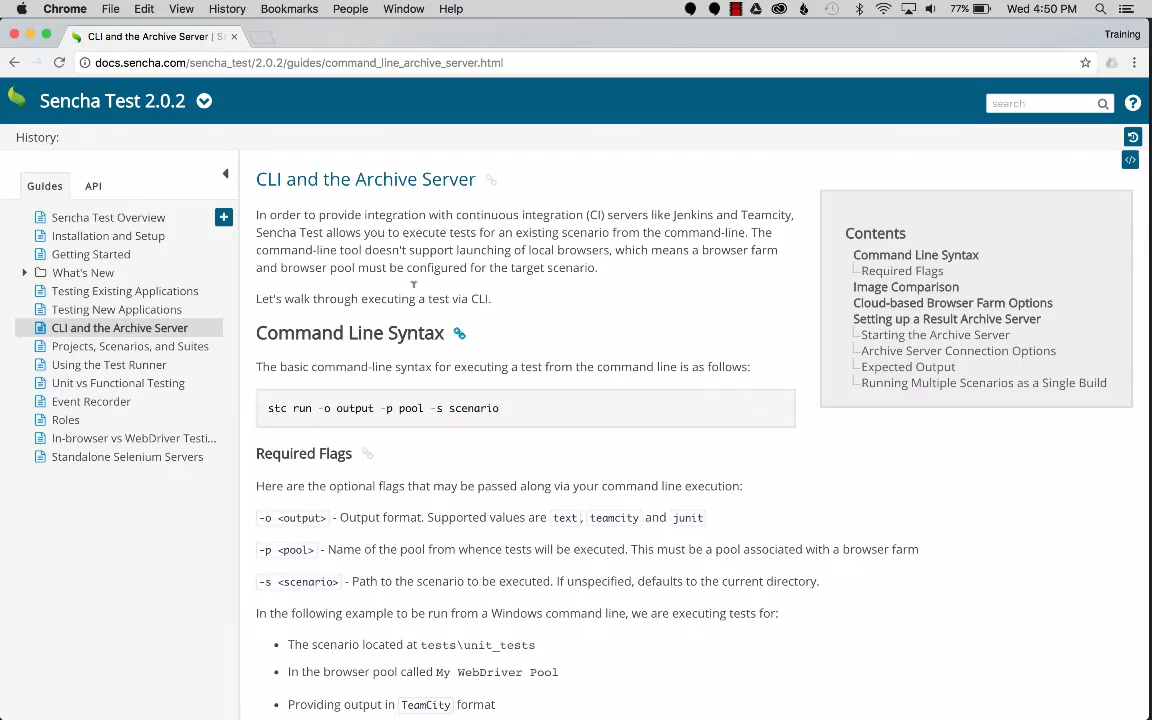 Chrome File Edit View History Bookmarks People Window Help 77% Wed 4:50 PM
CLI and the Archive Server | S
Training
docs.sencha.com/sencha_test/2.0.2/guides/command_line_archive_server.html
Sencha Test 2.0.2
search
?
History:
Guides API
Sencha Test Overview
Installation and Setup
Getting Started
What's New
Testing Existing Applications
Testing New Applications
CLI and the Archive Server
Projects, Scenarios, and Suites
Using the Test Runner
Unit vs Functional Testing
Event Recorder
Roles
In-browser vs WebDriver Testi...
Standalone Selenium Servers
CLI and the Archive Server
In order to provide integration with continuous integration (CI) servers like Jenkins and Teamcity,
Sencha Test allows you to execute tests for an existing scenario from the command-line. The
command-line tool doesn't support launching of local browsers, which means a browser farm
and browser pool must be configured for the target scenario.
Let's walk through executing a test via CLI.
Command Line Syntax
The basic command-line syntax for executing a test from the command line is as follows:
stc run -o output -p pool -s scenario
Required Flags
Here are the optional flags that may be passed along via your command line execution:
-o <output> - Output format. Supported values are text, teamcity and junit
-p <pool> - Name of the pool from whence tests will be executed. This must be a pool associated with a browser farm
-s <scenario> - Path to the scenario to be executed. If unspecified, defaults to the current directory.
In the following example to be run from a Windows command line, we are executing tests for:
• The scenario located at tests\unit_tests
• In the browser pool called My WebDriver Pool
• Providing output in TeamCity format
Contents
Command Line Syntax
Required Flags
Image Comparison
Cloud-based Browser Farm Options
Setting up a Result Archive Server
Starting the Archive Server
Archive Server Connection Options
Expected Output
Running Multiple Scenarios as a Single Build